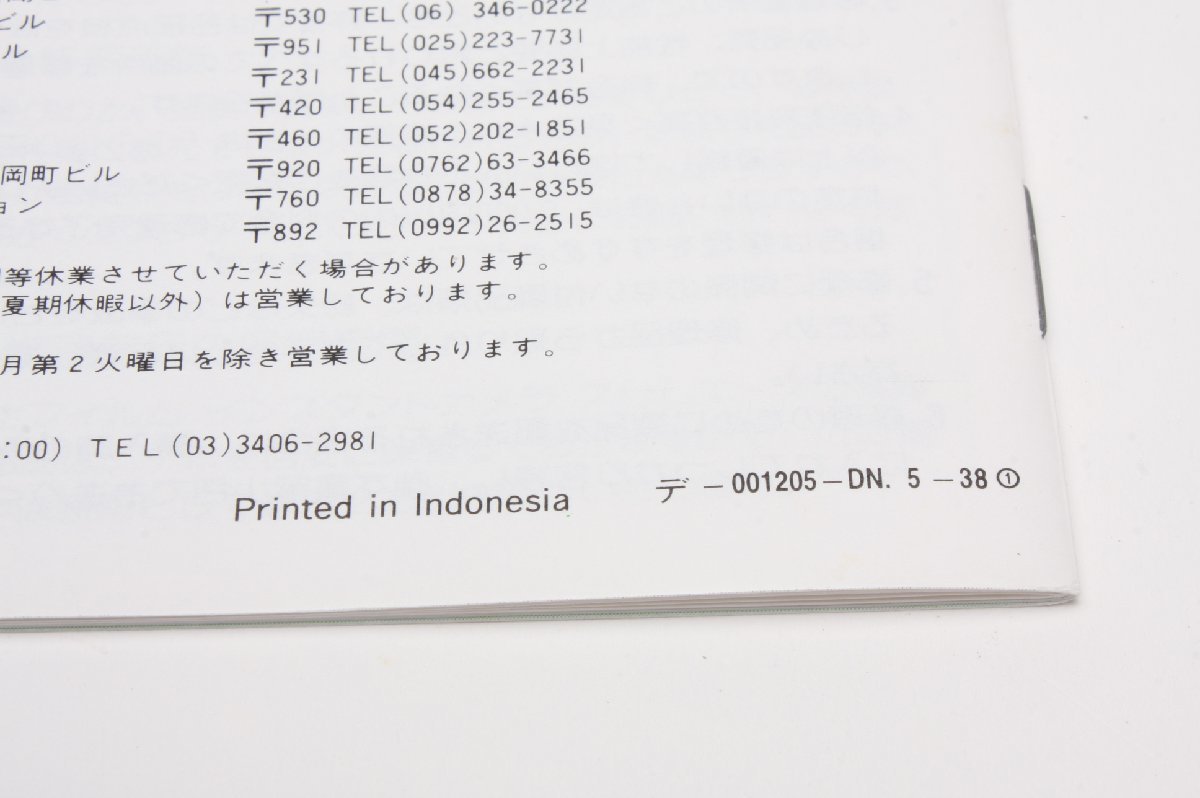 〒530 TEL(06) 346-0222
ビル 〒951 TEL(025)223-7731
ル 〒231 TEL(045)662-2231
〒420 TEL(054)255-2465
〒460 TEL(052)202-1851
岡町ビル 〒920 TEL(0762)63-3466
ョン 〒760 TEL(0878)34-8355
〒892 TEL(0992)26-2515
等休業させていただく場合があります。
夏期休暇以外)は営業しております。
月第2火曜日を除き営業しております。
:00) TEL(03)3406-2981
Printed in Indonesia
デ-001205-DN. 5-38①